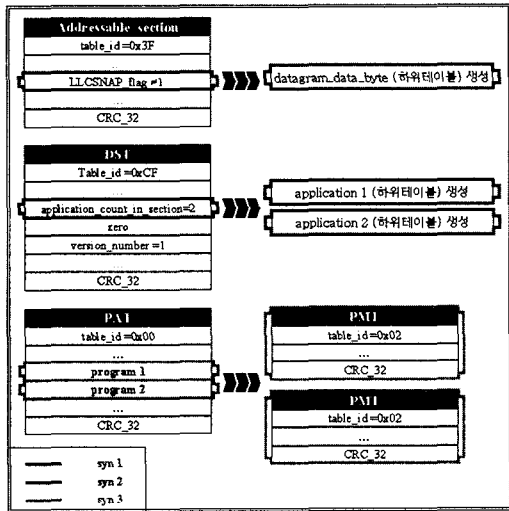 Addressable_section
table_id=0x3F
...
LLCSNAP_flag ≠1
...
CRC_32
datagram_data_byte (하위테이블) 생성
DST
Table_id=0xCF
...
application_count_in_section=2
zero
version_number=1
CRC_32
application 1 (하위테이블) 생성
application 2 (하위테이블) 생성
PAT
table_id=0x00
...
program 1
program 2
...
CRC_32
PMT
table_id=0x02
...
CRC_32
PMT
table_id=0x02
...
CRC_32
syn 1
syn 2
syn 3